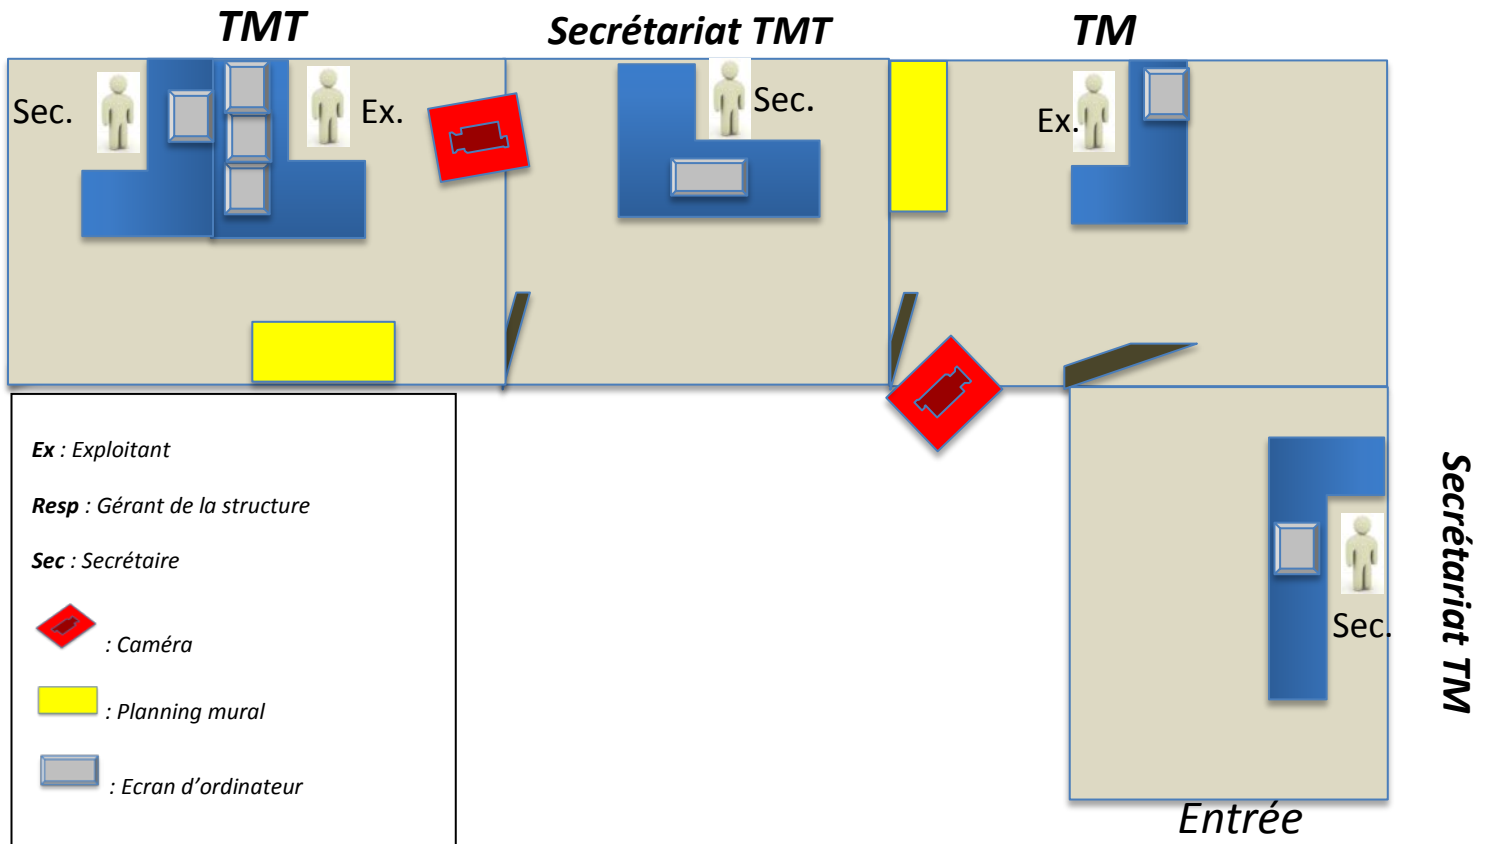 TMT
Secrétariat TMT
TM
Sec.
Ex.
Sec.
Ex.
Ex : Exploitant
Resp : Gérant de la structure
Sec : Secrétaire
: Caméra
: Planning mural
: Ecran d’ordinateur
Sec.
Secrétariat TM
Entrée